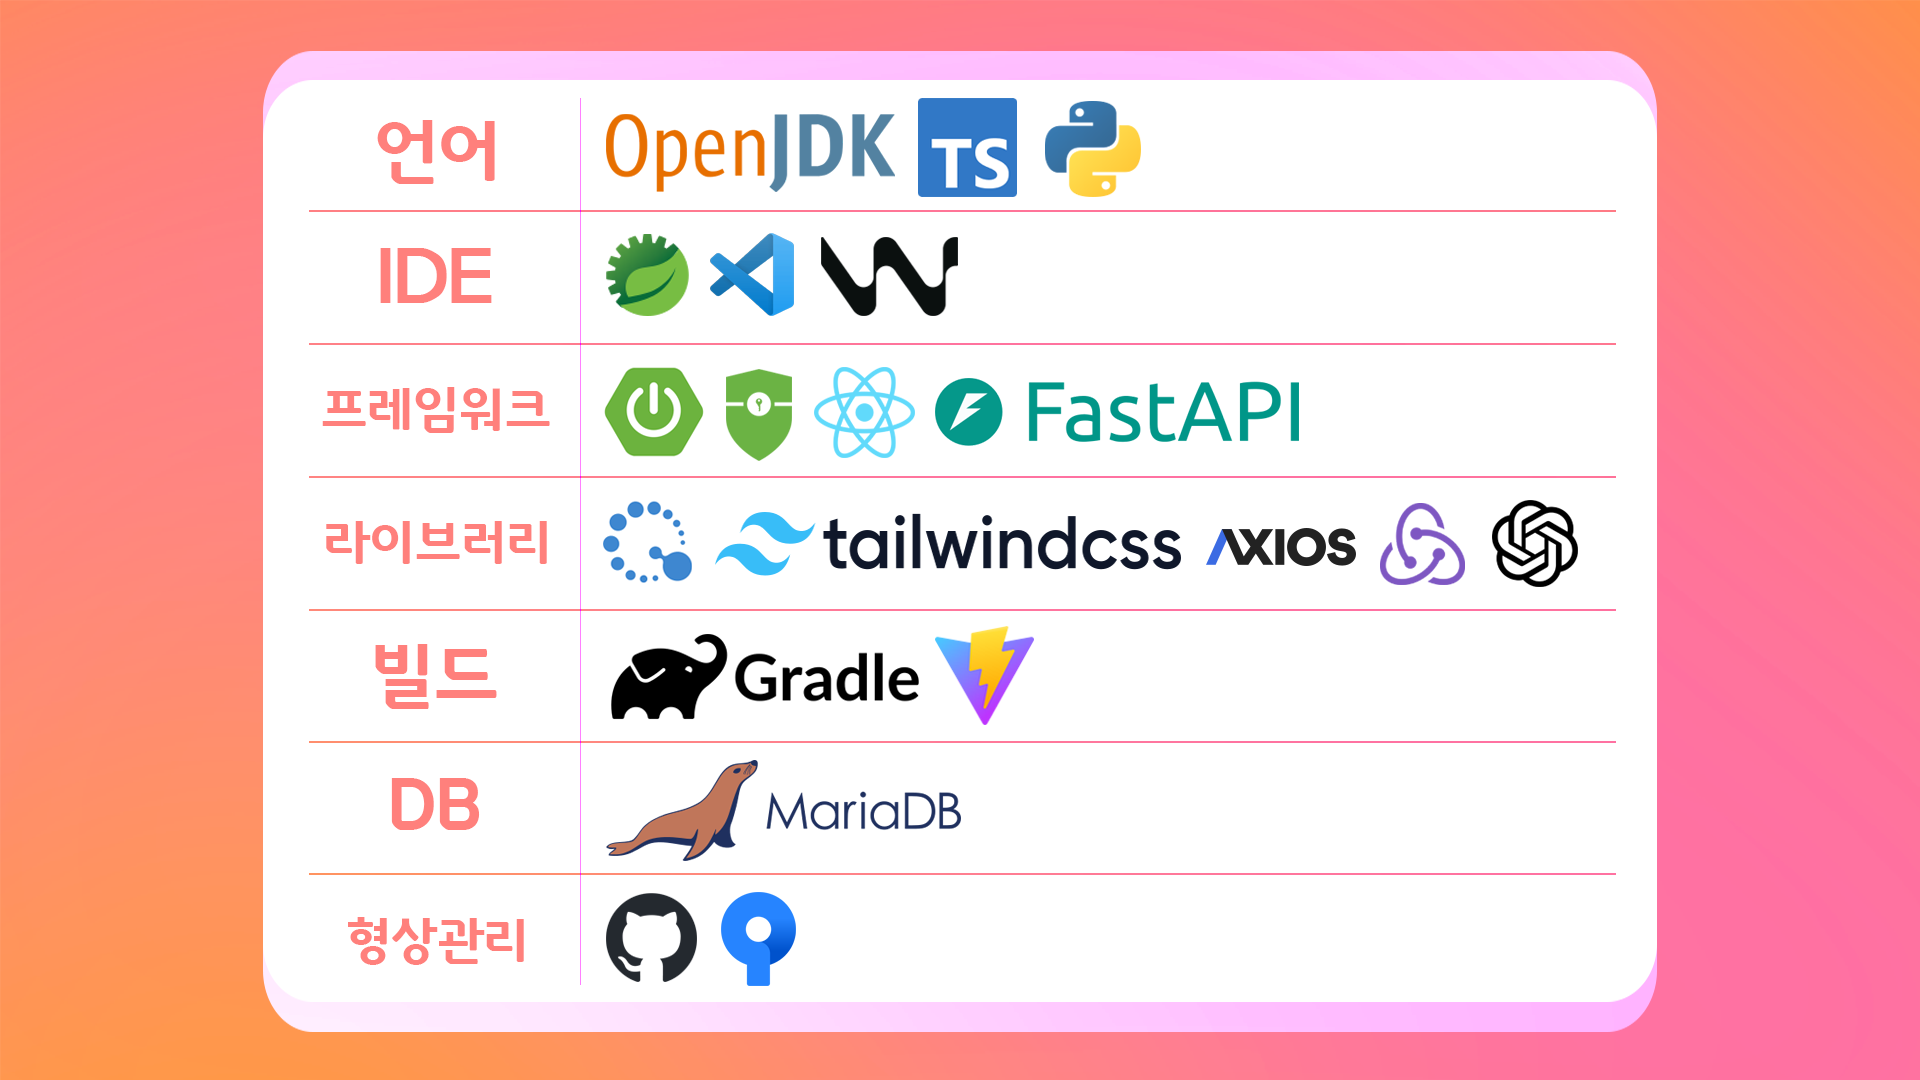 언어
OpenJDK TS
IDE
프레임워크
FastAPI
라이브러리
tailwindcss AXIOS
빌드
Gradle
DB
MariaDB
형상관리